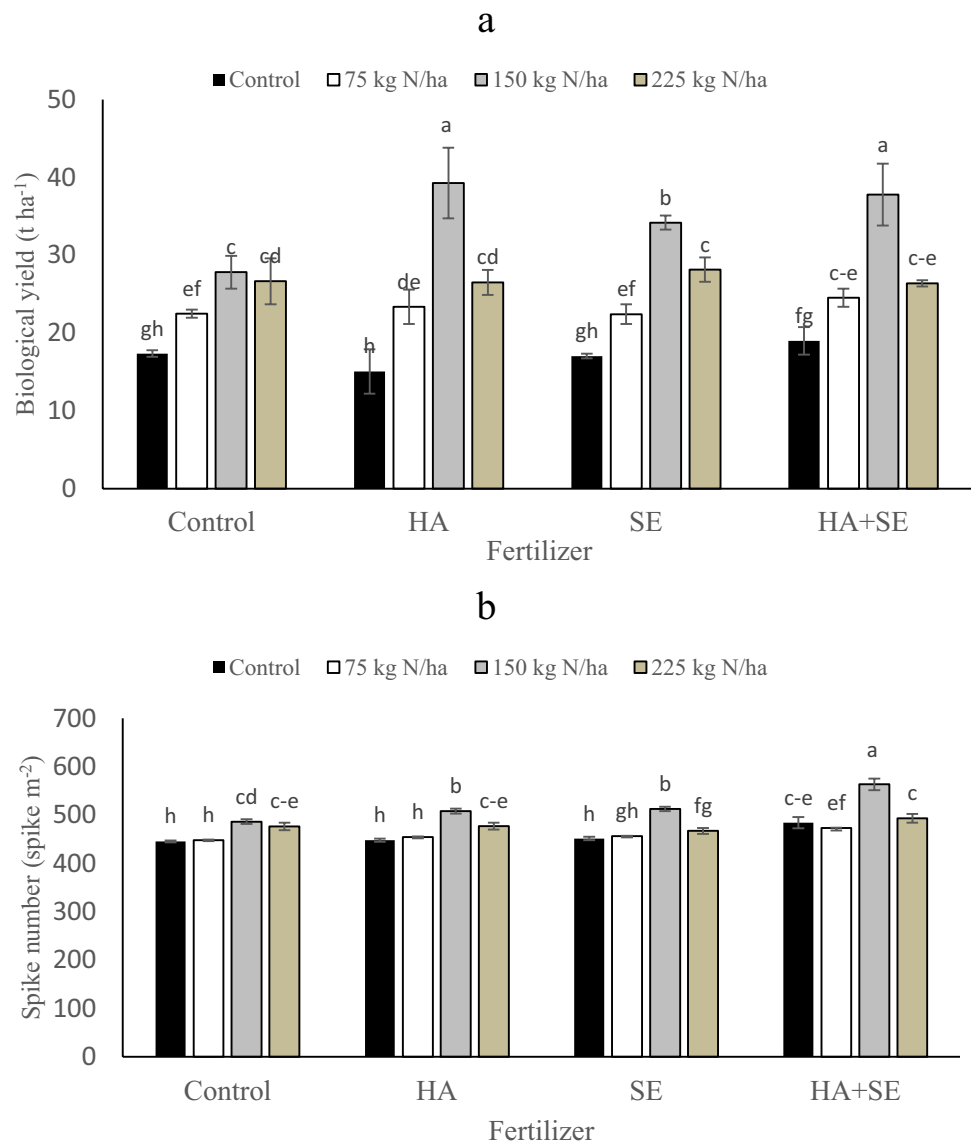 a
Control 75 kg N/ha 150 kg N/ha 225 kg N/ha
Biological yield (t ha⁻¹)
50
40
30
20
10
0
gh ef c cd
h de a cd
gh ef b c
fg c-e a c-e
Control HA SE HA+SE
Fertilizer
b
Control 75 kg N/ha 150 kg N/ha 225 kg N/ha
Spike number (spike m⁻²)
700
600
500
400
300
200
100
0
h h cd c-e
h h b c-e
h gh b fg
c-e ef a c
Control HA SE HA+SE
Fertilizer